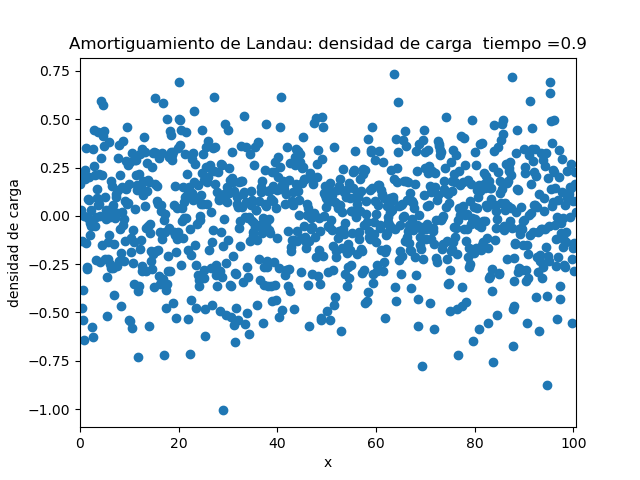 Amortiguamiento de Landau: densidad de carga  tiempo =0.9
0.75
0.50
0.25
0.00
−0.25
−0.50
−0.75
−1.00
densidad de carga
0 20 40 60 80 100
x